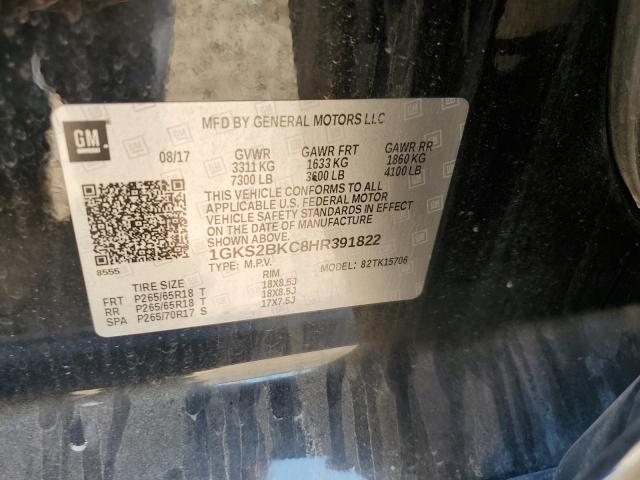 GM
MFD BY GENERAL MOTORS LLC
08/17 GVWR GAWR FRT GAWR RR
3311 KG 1633 KG 1860 KG
7300 LB 3600 LB 4100 LB
THIS VEHICLE CONFORMS TO ALL
APPLICABLE U.S. FEDERAL MOTOR
VEHICLE SAFETY STANDARDS IN EFFECT
ON THE DATE OF MANUFACTURE
1GKS2BKC8HR391822
8555 TYPE: M.P.V. MODEL: 82TK15706
TIRE SIZE RIM
FRT P265/65R18 T 18X8.5J
RR P265/65R18 T 18X8.5J
SPA P265/70R17 S 17X7.5J